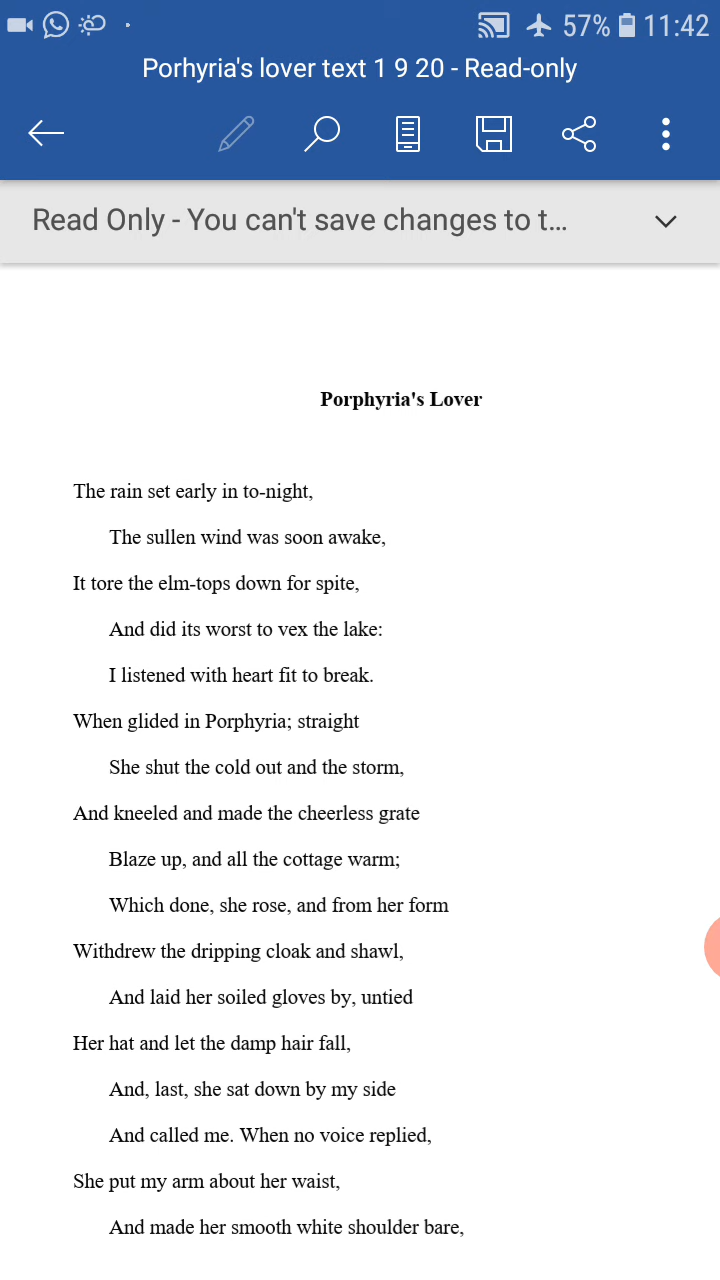 57% 11:42
Porhyria's lover text 1 9 20 - Read-only
Read Only - You can't save changes to t...
Porphyria's Lover
The rain set early in to-night,
The sullen wind was soon awake,
It tore the elm-tops down for spite,
And did its worst to vex the lake:
I listened with heart fit to break.
When glided in Porphyria; straight
She shut the cold out and the storm,
And kneeled and made the cheerless grate
Blaze up, and all the cottage warm;
Which done, she rose, and from her form
Withdrew the dripping cloak and shawl,
And laid her soiled gloves by, untied
Her hat and let the damp hair fall,
And, last, she sat down by my side
And called me. When no voice replied,
She put my arm about her waist,
And made her smooth white shoulder bare,